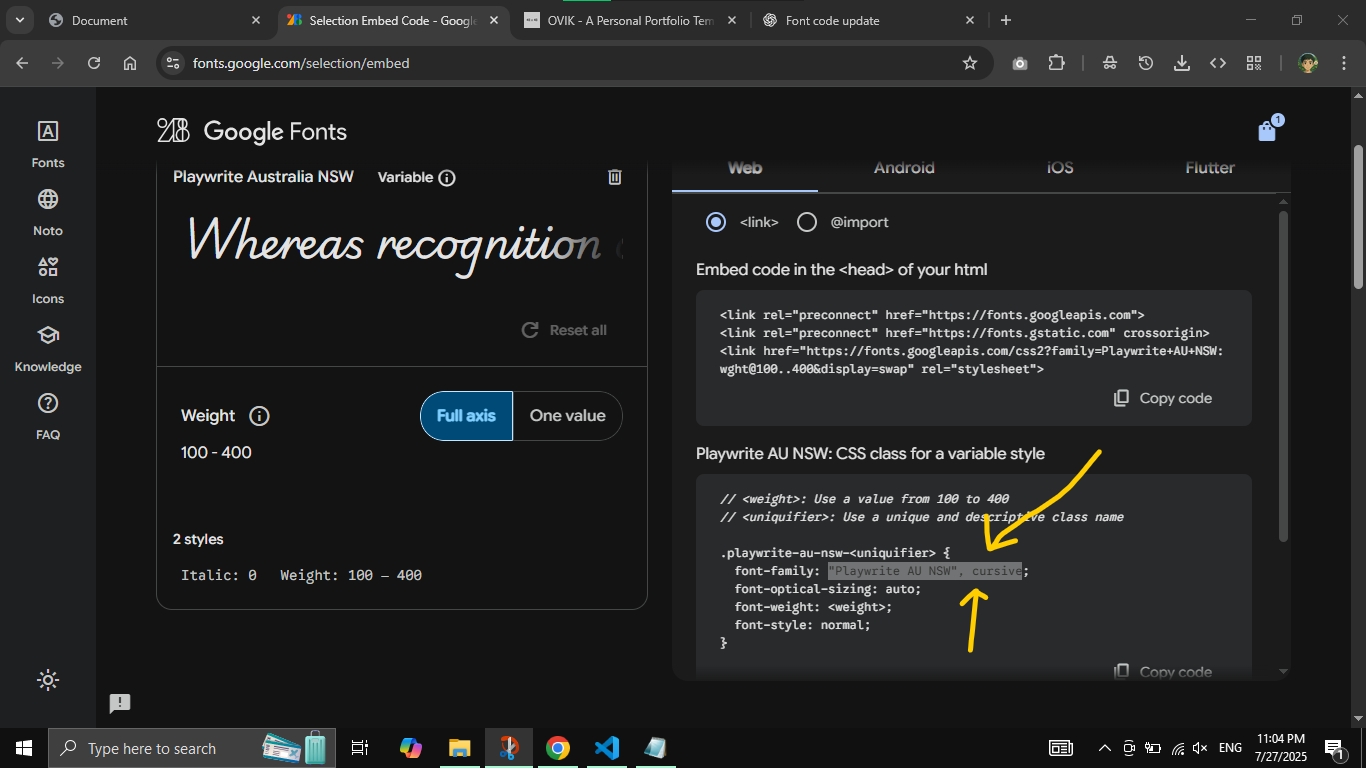 Document
Selection Embed Code - Google
OVIK - A Personal Portfolio Tem
Font code update
fonts.google.com/selection/embed
Fonts
Noto
Icons
Knowledge
FAQ
Google Fonts
1
Playwrite Australia NSW
Variable
Whereas recognition
Reset all
Weight
Full axis
One value
100 - 400
2 styles
Italic: 0 Weight: 100 — 400
Web
Android
iOS
Flutter
<link>
@import
Embed code in the <head> of your html
<link rel="preconnect" href="https://fonts.googleapis.com">
<link rel="preconnect" href="https://fonts.gstatic.com" crossorigin>
<link href="https://fonts.googleapis.com/css2?family=Playwrite+AU+NSW:
wght@100..400&display=swap" rel="stylesheet">
Copy code
Playwrite AU NSW: CSS class for a variable style
// <weight>: Use a value from 100 to 400
// <uniquifier>: Use a unique and descriptive class name
.playwrite-au-nsw-<uniquifier> {
font-family: "Playwrite AU NSW", cursive;
font-optical-sizing: auto;
font-weight: <weight>;
font-style: normal;
}
Copy code
Type here to search
ENG
11:04 PM
7/27/2025
1